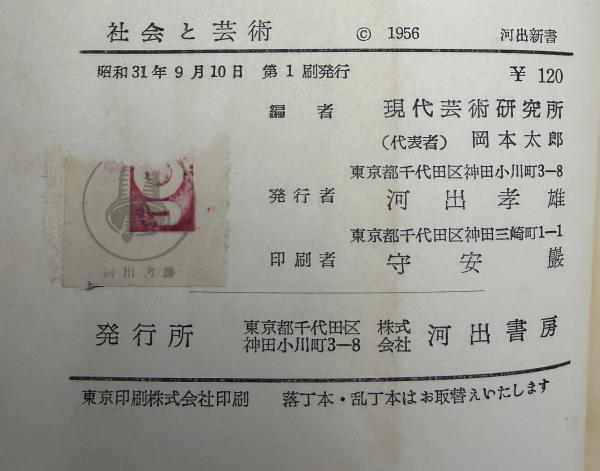 社会と芸術 © 1956 河出新書
昭和31年9月10日 第1刷発行 ¥120
編者 現代芸術研究所
(代表者) 岡本太郎
東京都千代田区神田小川町3-8
発行者 河出孝雄
東京都千代田区神田三崎町1-1
印刷者 守安巌
河出書房
発行所 東京都千代田区神田小川町3-8 株式会社 河出書房
東京印刷株式会社印刷 落丁本・乱丁本はお取替えいたします